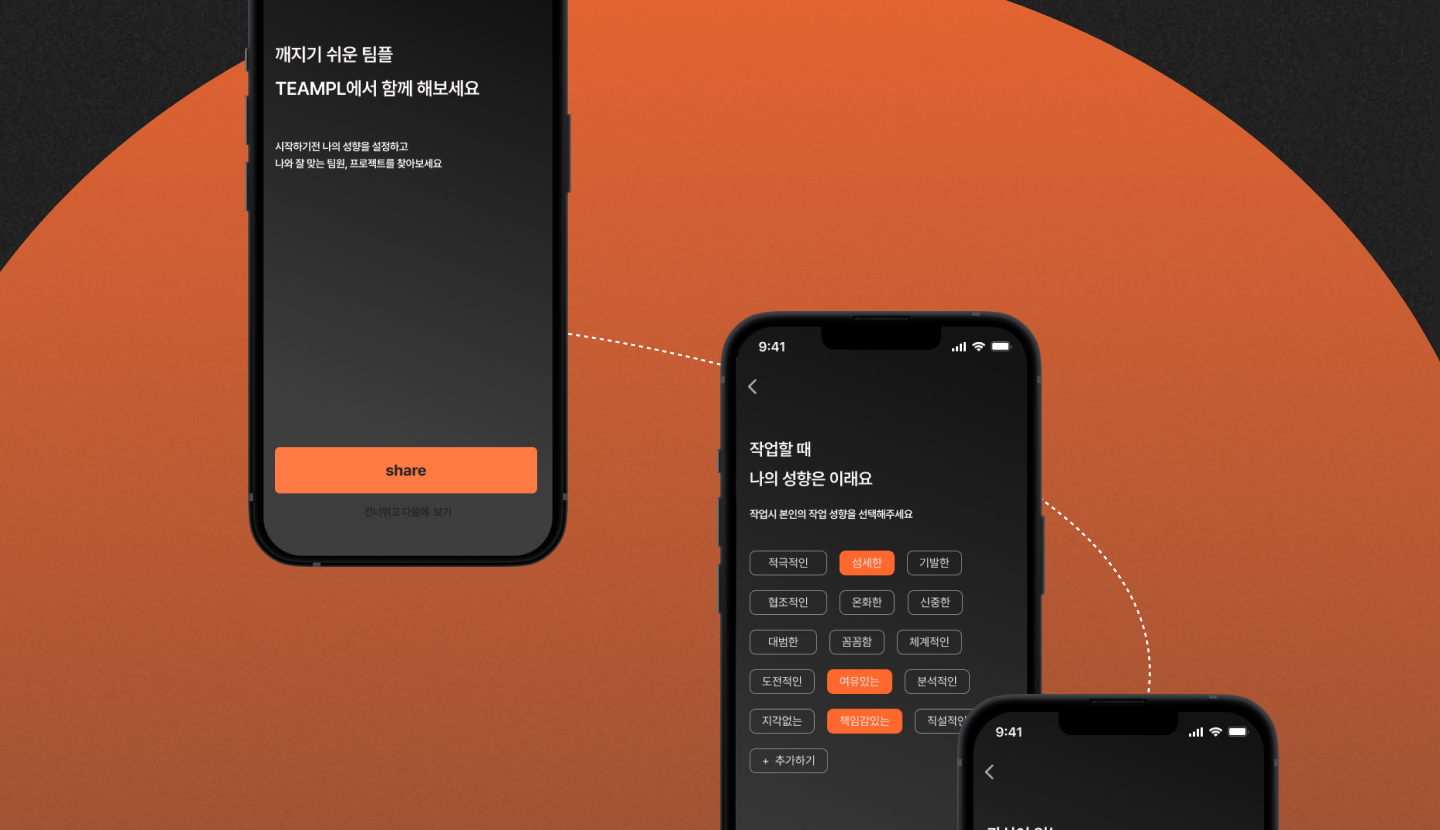 깨지기 쉬운 팀플
TEAMPL에서 함께 해보세요
시작하기전 나의 성향을 설정하고
나와 잘 맞는 팀원, 프로젝트를 찾아보세요
share
건너뛰고 다음에 보기
9:41
작업할 때
나의 성향은 이래요
작업시 본인의 작업 성향을 선택해주세요
적극적인 섬세한 기발한
협조적인 온화한 신중한
대범한 꼼꼼함 체계적인
도전적인 여유있는 분석적인
지각없는 책임감있는 직설적인
+ 추가하기
9:41